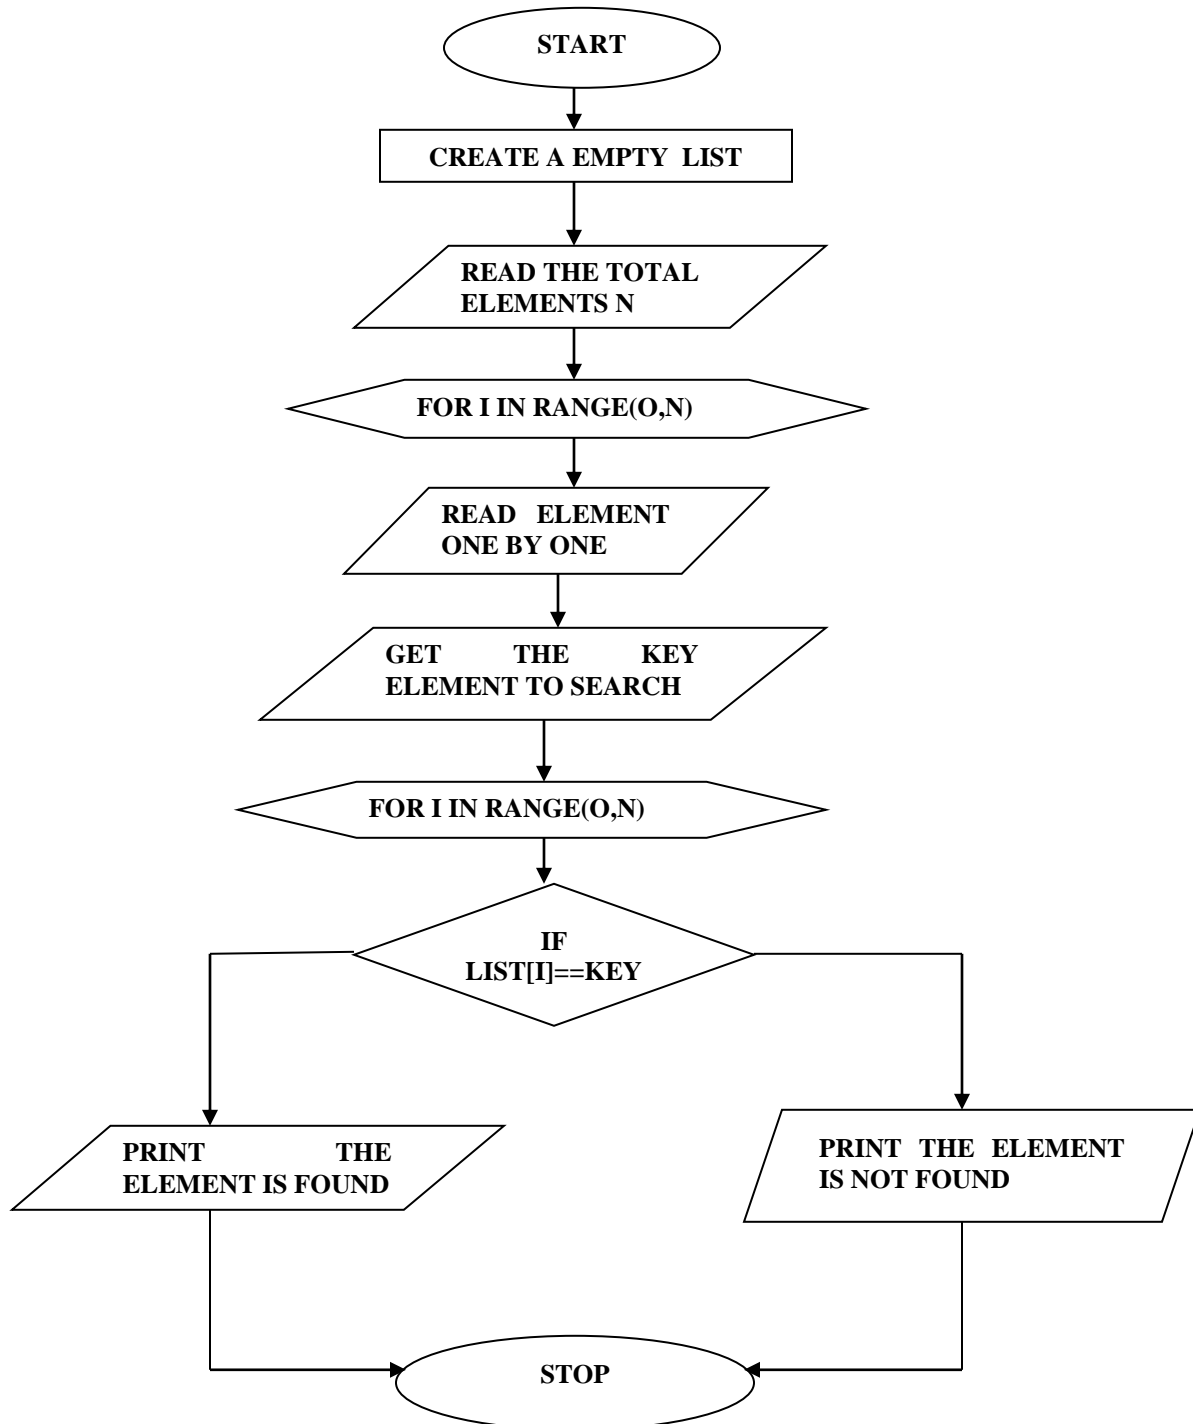 START
CREATE A EMPTY LIST
READ THE TOTAL
ELEMENTS N
FOR I IN RANGE(O,N)
READ ELEMENT
ONE BY ONE
GET THE KEY
ELEMENT TO SEARCH
FOR I IN RANGE(O,N)
IF
LIST[I]==KEY
PRINT THE
ELEMENT IS FOUND
PRINT THE ELEMENT
IS NOT FOUND
STOP